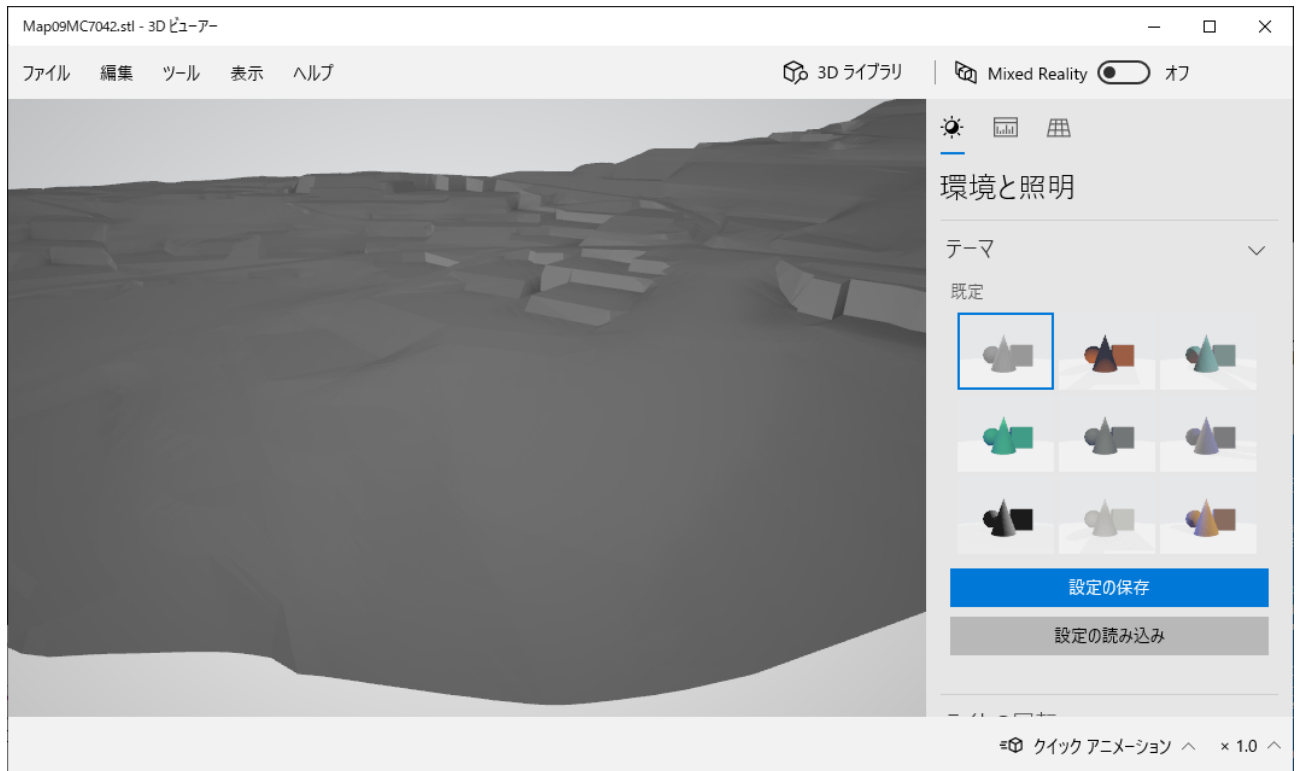 Map09MC7042.stl - 3D ビューアー
ファイル 編集 ツール 表示 ヘルプ 3D ライブラリ Mixed Reality オフ
環境と照明
テーマ
既定
設定の保存
設定の読み込み
クイック アニメーション × 1.0